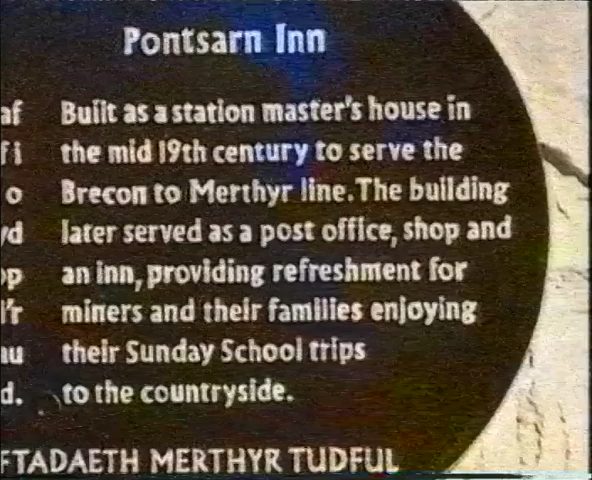 Pontsarn Inn
af Built as a station master's house in
fi the mid 19th century to serve the
o Brecon to Merthyr line. The building
yd later served as a post office, shop and
op an inn, providing refreshment for
i'r miners and their families enjoying
au their Sunday School trips
d. to the countryside.
FTADAETH MERTHYR TUDFUL